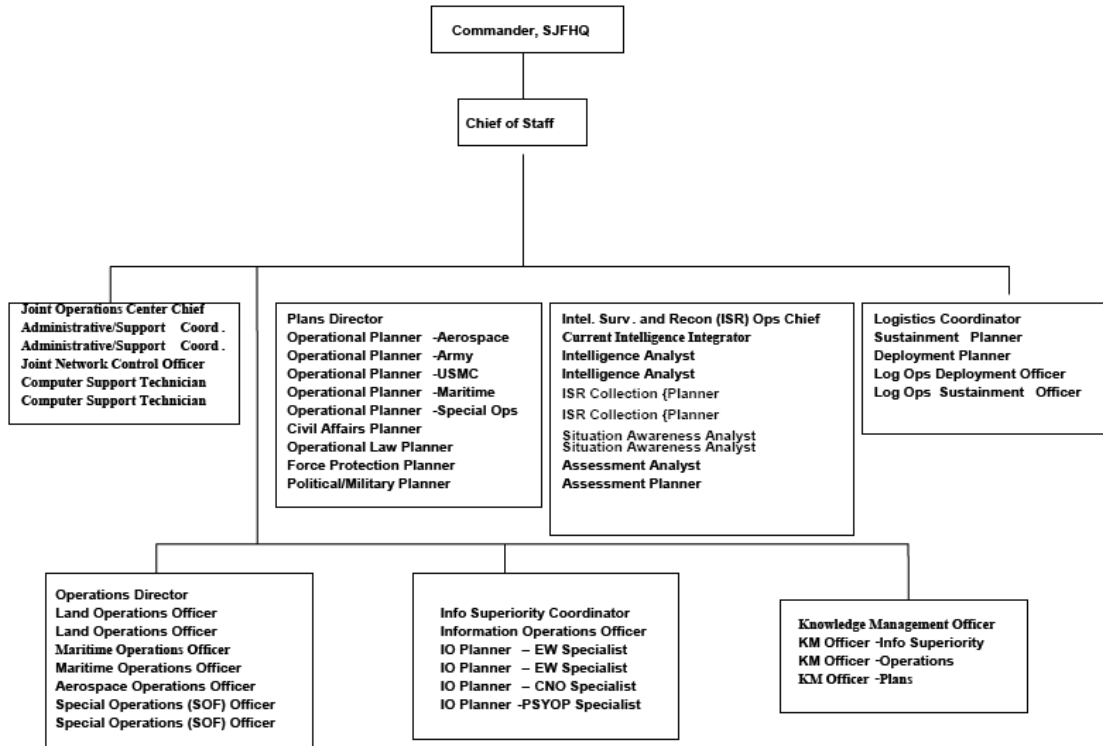 Commander, SJFHQ
Chief of Staff
Joint Operations Center Chief
Administrative/Support Coord .
Administrative/Support Coord .
Joint Network Control Officer
Computer Support Technician
Computer Support Technician
Plans Director
Operational Planner -Aerospace
Operational Planner -Army
Operational Planner -USMC
Operational Planner -Maritime
Operational Planner -Special Ops
Civil Affairs Planner
Operational Law Planner
Force Protection Planner
Political/Military Planner
Intel. Surv . and Recon (ISR) Ops Chief
Current Intelligence Integrator
Intelligence Analyst
Intelligence Analyst
ISR Collection {Planner
ISR Collection {Planner
Situation Awareness Analyst
Situation Awareness Analyst
Assessment Analyst
Assessment Planner
Logistics Coordinator
Sustainment Planner
Deployment Planner
Log Ops Deployment Officer
Log Ops Sustainment Officer
Operations Director
Land Operations Officer
Land Operations Officer
Maritime Operations Officer
Maritime Operations Officer
Aerospace Operations Officer
Special Operations (SOF) Officer
Special Operations (SOF) Officer
Info Superiority Coordinator
Information Operations Officer
IO Planner – EW Specialist
IO Planner – EW Specialist
IO Planner – CNO Specialist
IO Planner -PSYOP Specialist
Knowledge Management Officer
KM Officer -Info Superiority
KM Officer -Operations
KM Officer -Plans